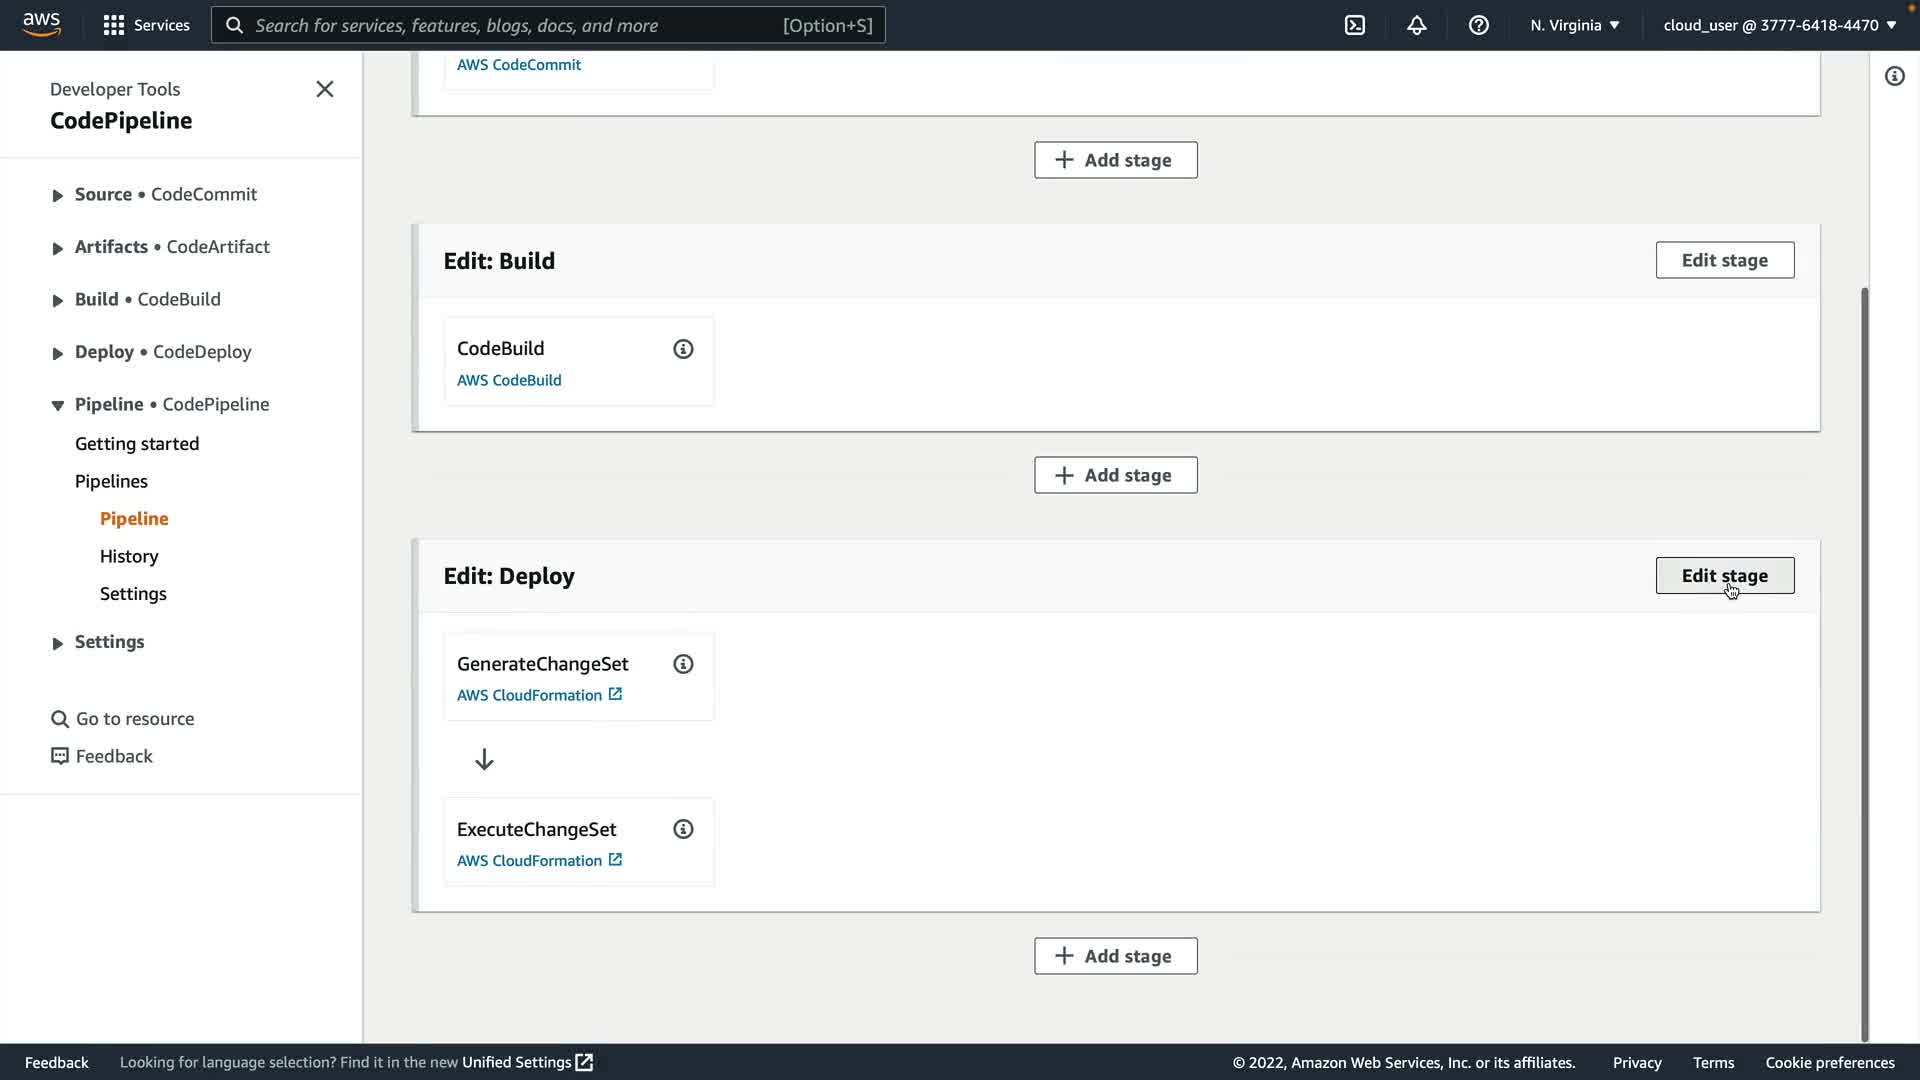 aws
Services
Search for services, features, blogs, docs, and more
[Option+S]
N. Virginia
cloud_user @ 3777-6418-4470
Developer Tools
CodePipeline
Source • CodeCommit
Artifacts • CodeArtifact
Build • CodeBuild
Deploy • CodeDeploy
Pipeline • CodePipeline
Getting started
Pipelines
Pipeline
History
Settings
Settings
Go to resource
Feedback
AWS CodeCommit
Add stage
Edit: Build
Edit stage
CodeBuild
AWS CodeBuild
Add stage
Edit: Deploy
Edit stage
GenerateChangeSet
AWS CloudFormation
ExecuteChangeSet
AWS CloudFormation
Add stage
Feedback
Looking for language selection? Find it in the new Unified Settings
© 2022, Amazon Web Services, Inc. or its affiliates.
Privacy
Terms
Cookie preferences